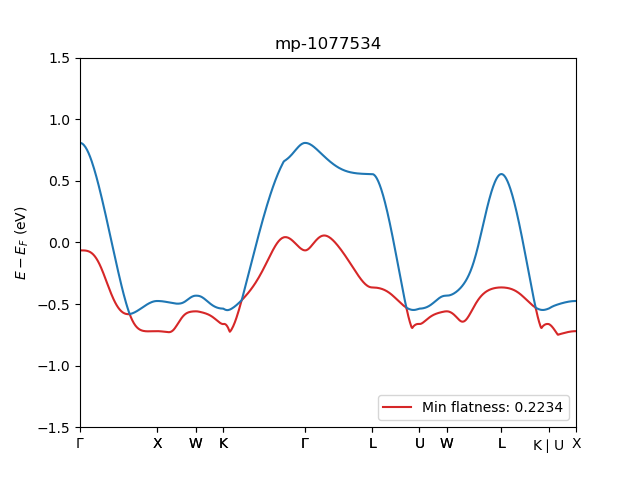 mp-1077534
1.5
1.0
0.5
0.0
−0.5
−1.0
−1.5
E − E_F (eV)
Min flatness: 0.2234
Γ X W K Γ L U W L K | U X